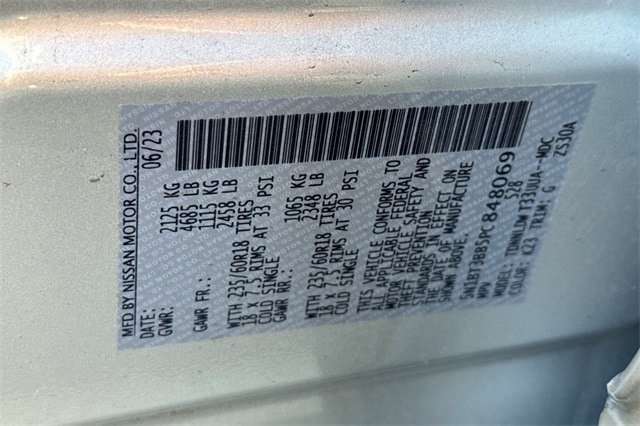 MFD BY NISSAN MOTOR CO., LTD.
DATE: 06/23
GVWR: 2125 KG
4685 LB
GAWR FR.: 1115 KG
2458 LB
WITH 235/60R18 TIRES
18 X 7.5 RIMS AT 33 PSI
COLD SINGLE
GAWR RR: 1065 KG
2348 LB
WITH 235/60R18 TIRES
18 X 7.5 RIMS AT 30 PSI
COLD SINGLE
THIS VEHICLE CONFORMS TO
ALL APPLICABLE FEDERAL
MOTOR VEHICLE SAFETY AND
THEFT PREVENTION
STANDARDS IN EFFECT ON
THE DATE OF MANUFACTURE
SHOWN ABOVE.
5N1BT3BB5PC848069
MPV 528
MODEL: TDNNLDW T33UUA-MDC
COLOR: K23 TRIM: G ZS30A